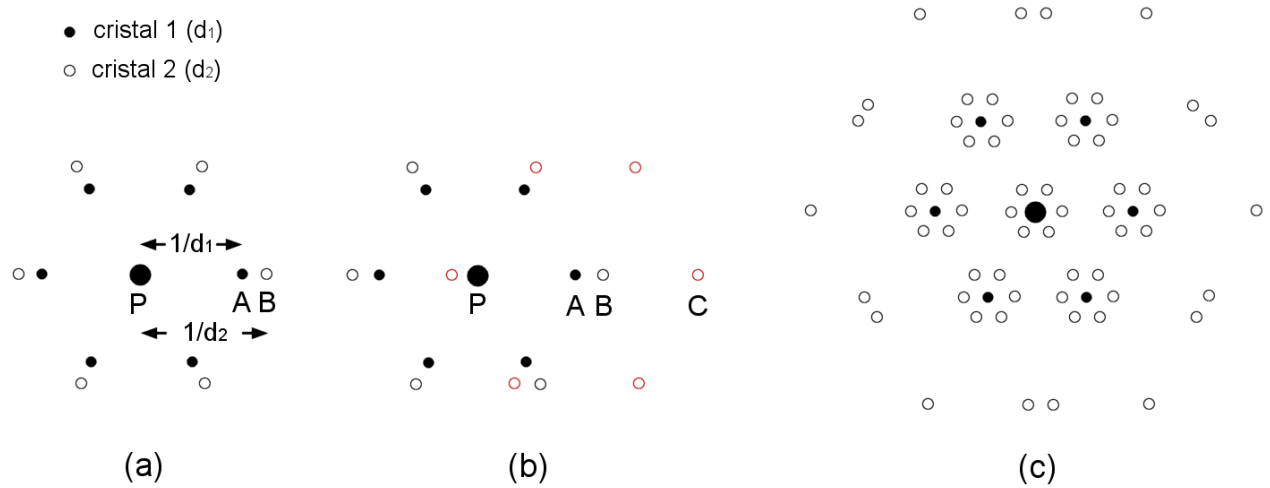 cristal 1 (d₁)
cristal 2 (d₂)
1/d₁
P A B
1/d₂
P A B C
(a) (b) (c)